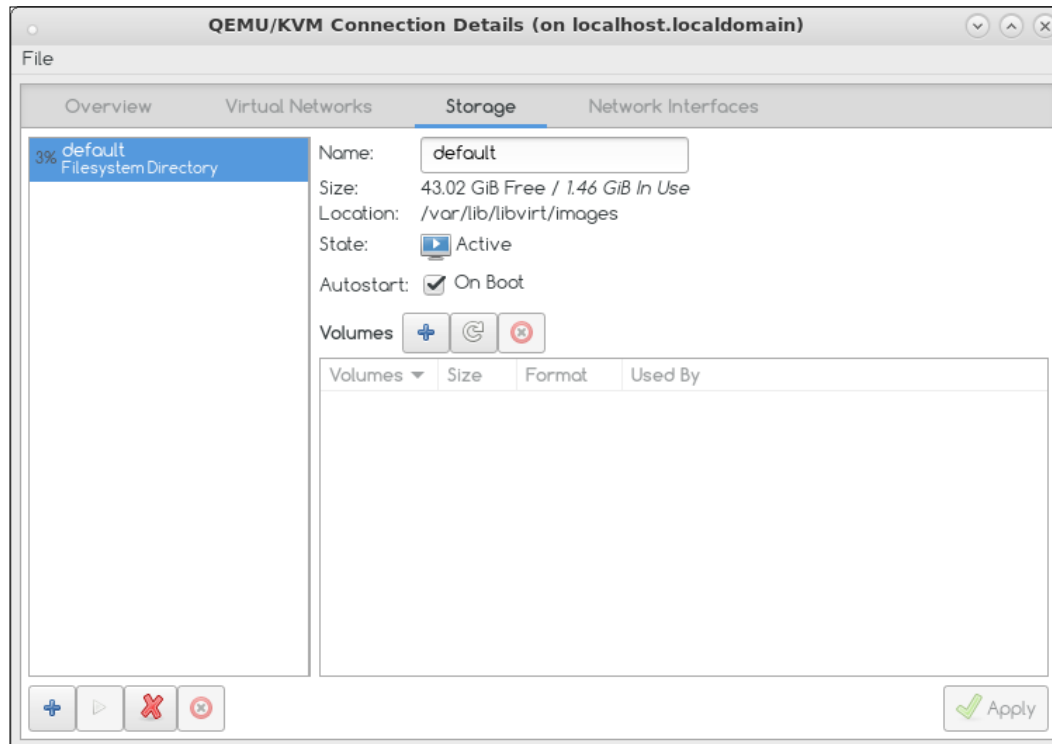 QEMU/KVM Connection Details (on localhost.localdomain)
File
Overview Virtual Networks Storage Network Interfaces
3% default
Filesystem Directory
Name: default
Size: 43.02 GiB Free / 1.46 GiB In Use
Location: /var/lib/libvirt/images
State: Active
Autostart: On Boot
Volumes
Volumes Size Format Used By
Apply